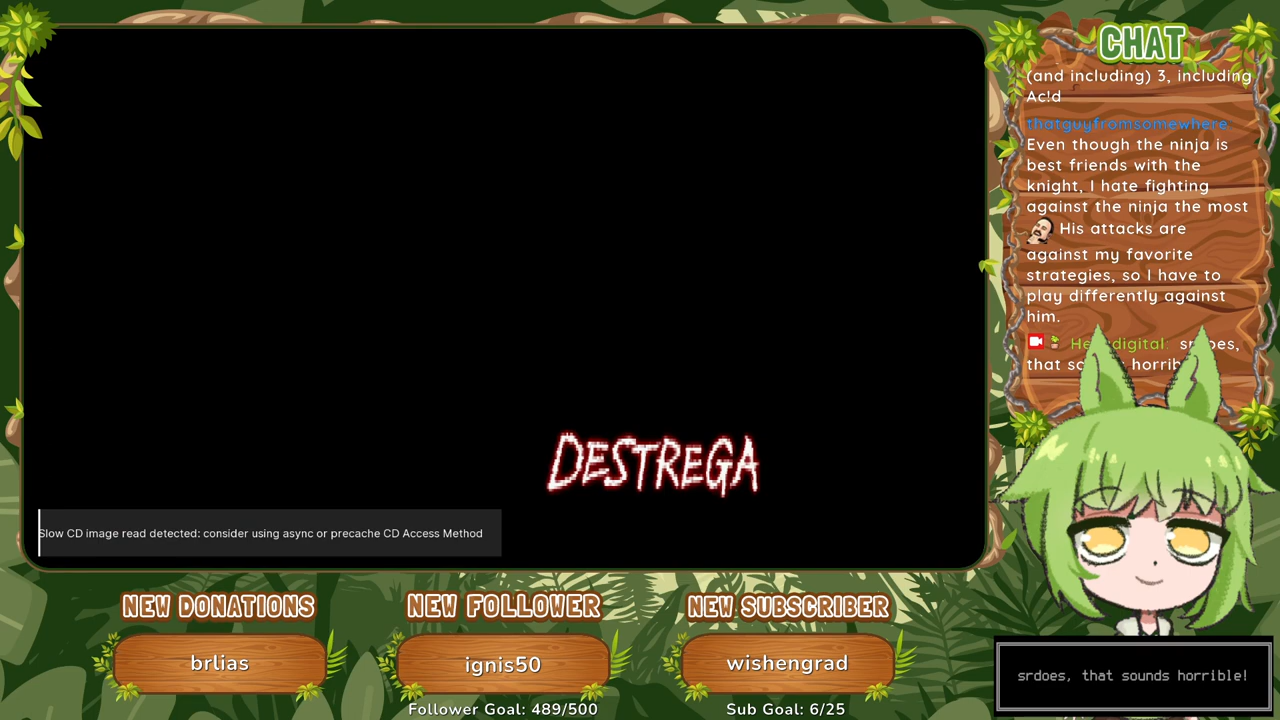 CHAT
(and including) 3, including
Ac!d
thatguyfromsomewhere
Even though the ninja is
best friends with the
knight, I hate fighting
against the ninja the most
His attacks are
against my favorite
strategies, so I have to
play differently against
him.
digital:
that horrib
DESTREGA
Slow CD image read detected: consider using async or precache CD Access Method
NEW DONATIONS
NEW FOLLOWER
NEW SUBSCRIBER
brlias
ignis50
wishengrad
srdoes, that sounds horrible!
Follower Goal: 489/500
Sub Goal: 6/25